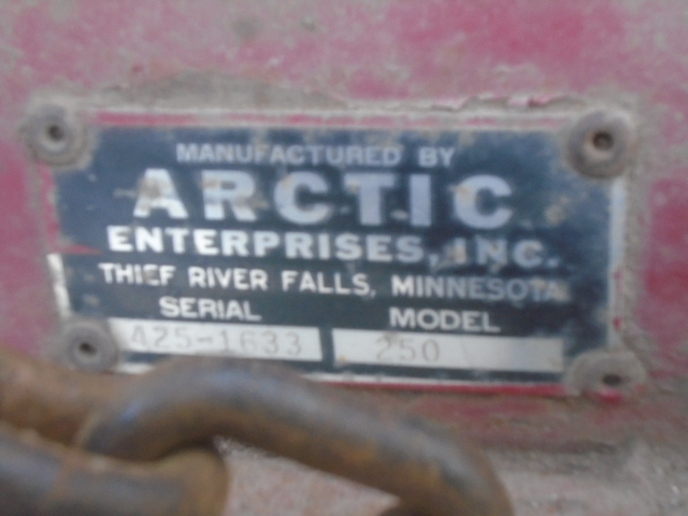 MANUFACTURED BY
ARCTIC
ENTERPRISES, INC.
THIEF RIVER FALLS, MINNESOTA
SERIAL MODEL
425-1633 250